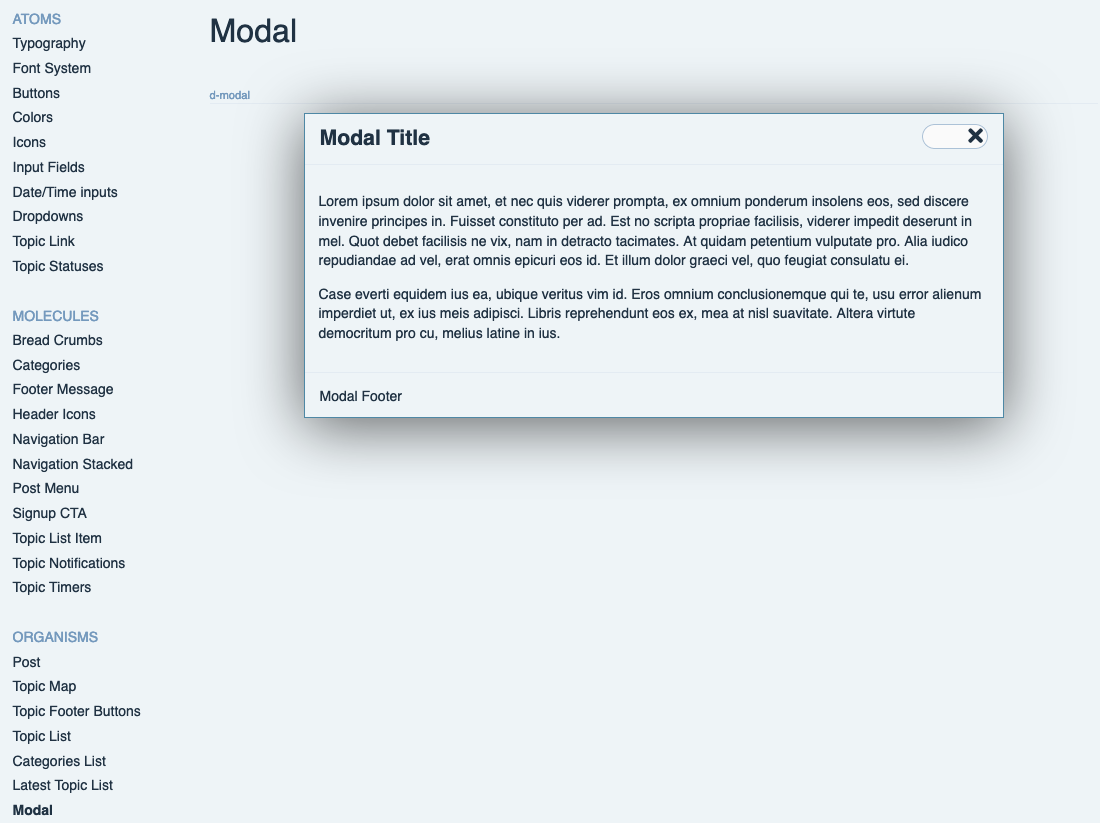 ATOMS
Typography
Font System
Buttons
Colors
Icons
Input Fields
Date/Time inputs
Dropdowns
Topic Link
Topic Statuses
MOLECULES
Bread Crumbs
Categories
Footer Message
Header Icons
Navigation Bar
Navigation Stacked
Post Menu
Signup CTA
Topic List Item
Topic Notifications
Topic Timers
ORGANISMS
Post
Topic Map
Topic Footer Buttons
Topic List
Categories List
Latest Topic List
Modal
Modal
d-modal
Modal Title
Lorem ipsum dolor sit amet, et nec quis viderer prompta, ex omnium ponderum insolens eos, sed discere
invenire principes in. Fuisset constituto per ad. Est no scripta propriae facilisis, viderer impedit deserunt in
mel. Quot debet facilisis ne vix, nam in detracto tacimates. At quidam petentium vulputate pro. Alia iudico
repudiandae ad vel, erat omnis epicuri eos id. Et illum dolor graeci vel, quo feugiat consulatu ei.
Case everti equidem ius ea, ubique veritus vim id. Eros omnium conclusionemque qui te, usu error alienum
imperdiet ut, ex ius meis adipisci. Libris reprehendunt eos ex, mea at nisl suavitate. Altera virtute
democritum pro cu, melius latine in ius.
Modal Footer